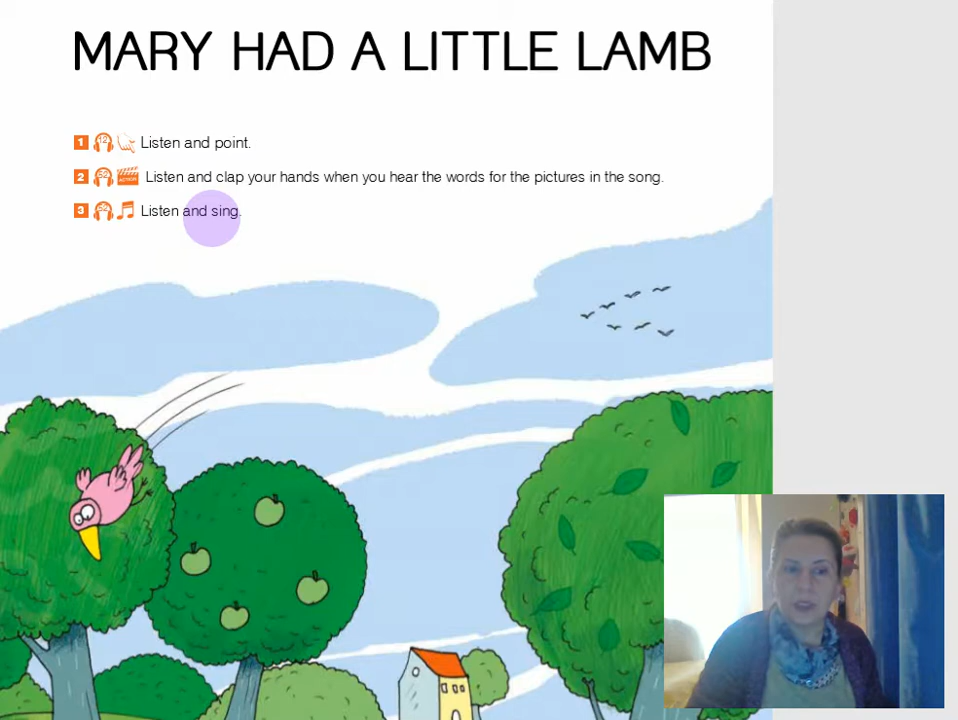 MARY HAD A LITTLE LAMB
1 Listen and point.
2 Listen and clap your hands when you hear the words for the pictures in the song.
3 Listen and sing.